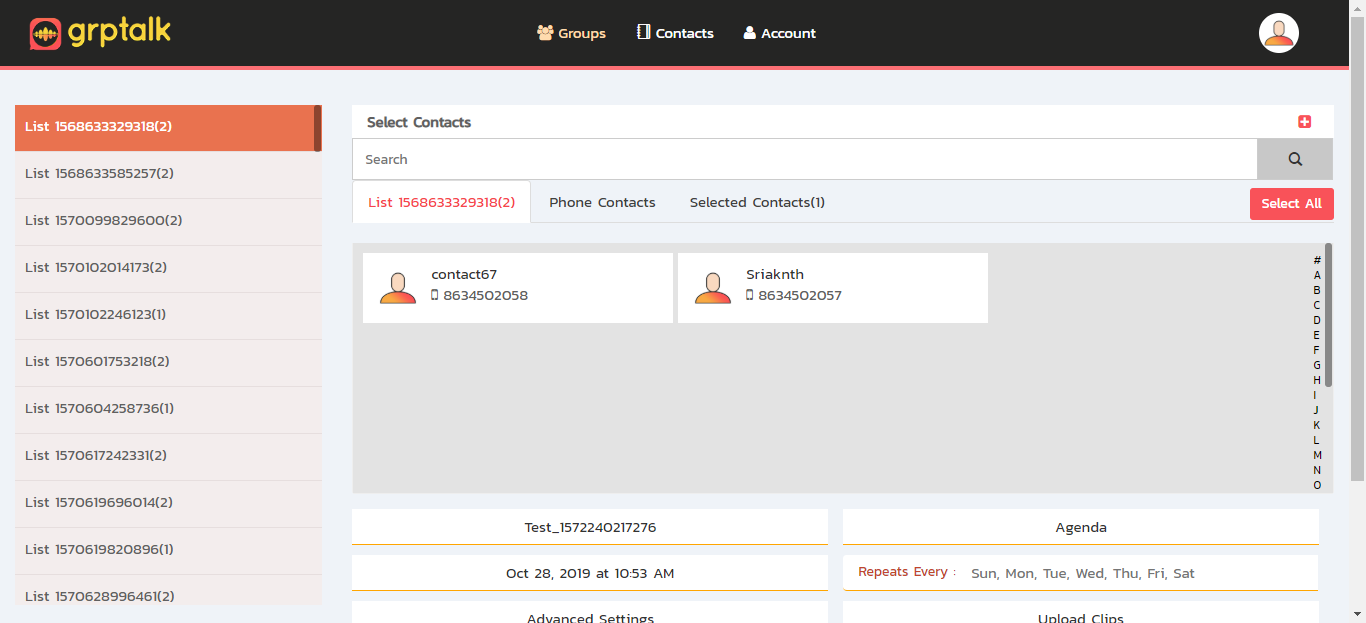 grptalk
Groups Contacts Account
List 1568633329318(2)
List 1568633585257(2)
List 1570099829600(2)
List 1570102014173(2)
List 1570102246123(1)
List 1570601753218(2)
List 1570604258736(1)
List 1570617242331(2)
List 1570619696014(2)
List 1570619820896(1)
List 1570628996461(2)
Select Contacts
Search
List 1568633329318(2) Phone Contacts Selected Contacts(1) Select All
contact67
8634502058
Sriaknth
8634502057
#
A
B
C
D
E
F
G
H
I
J
K
L
M
N
O
Test_1572240217276
Agenda
Oct 28, 2019 at 10:53 AM
Repeats Every : Sun, Mon, Tue, Wed, Thu, Fri, Sat
Advanced Settings
Upload Clips